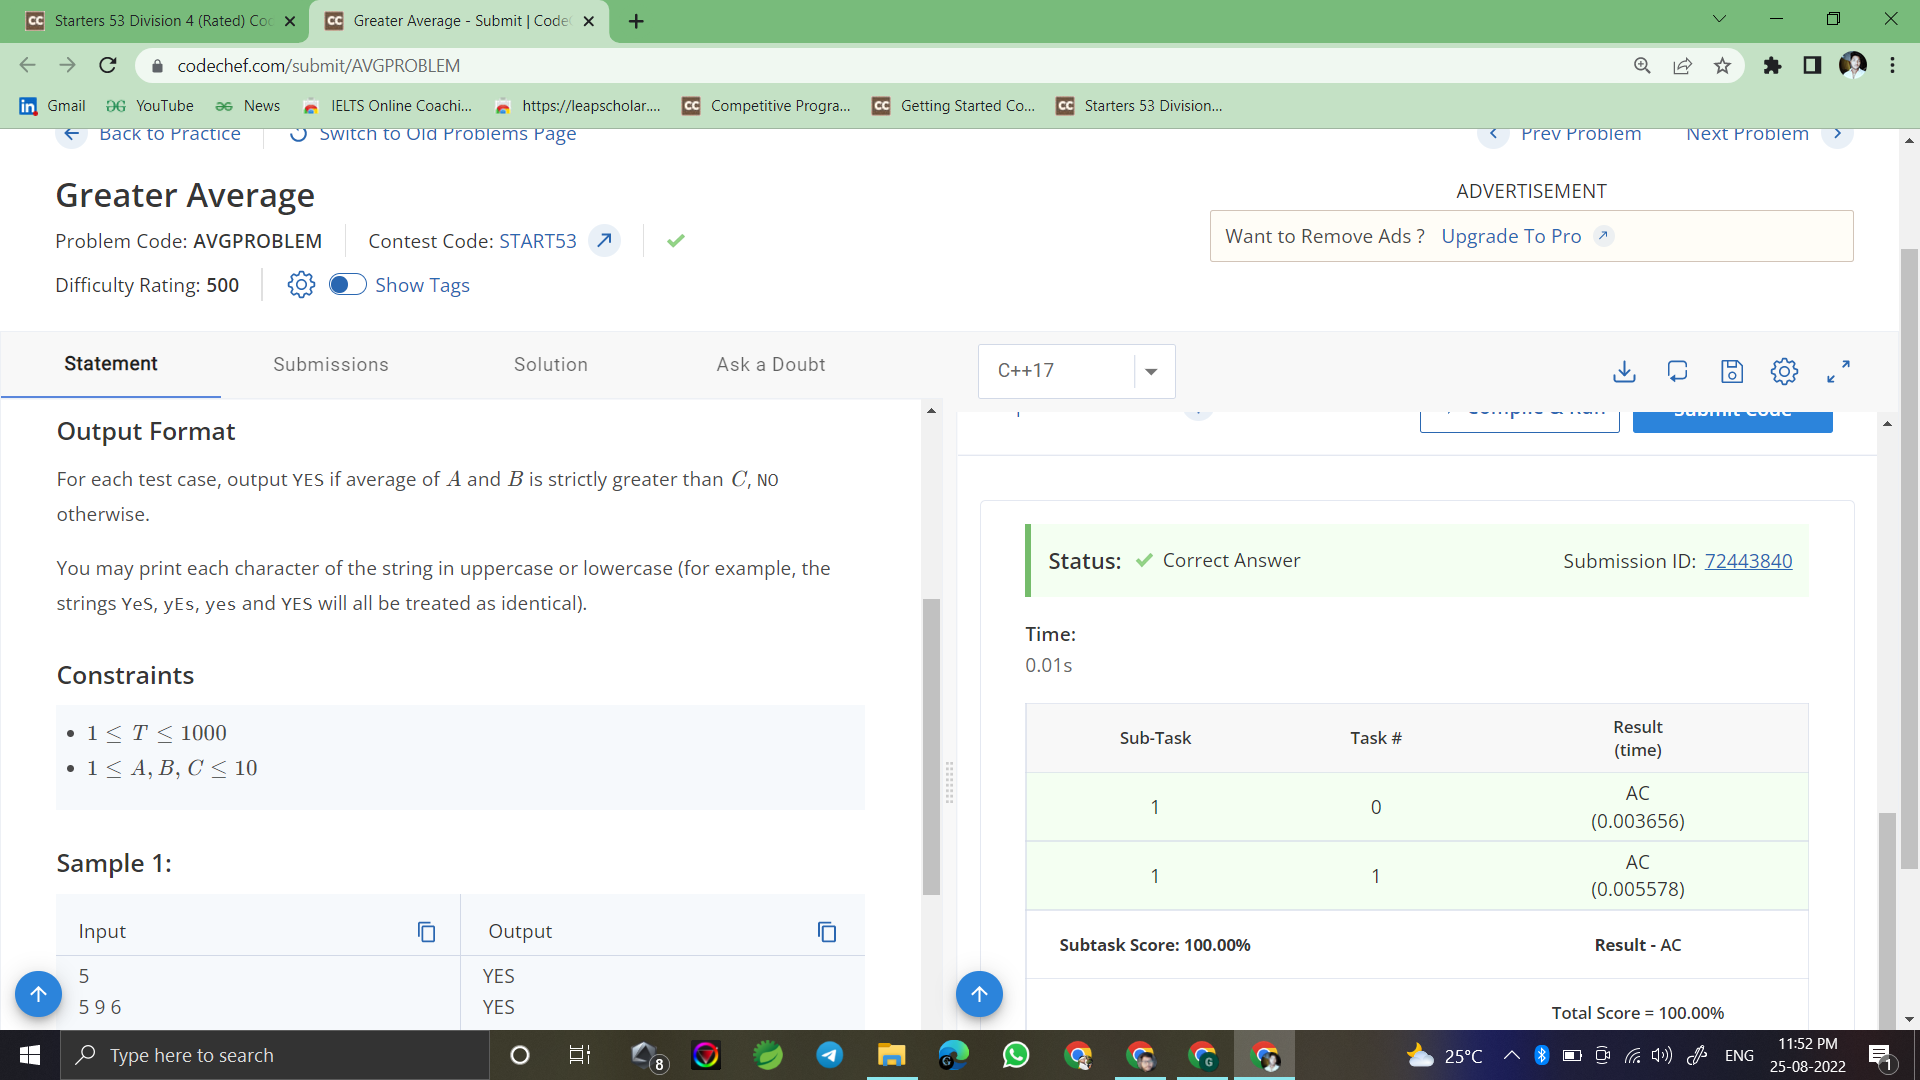 Starters 53 Division 4 (Rated) Co
Greater Average - Submit | Code
codechef.com/submit/AVGPROBLEM
Gmail YouTube News IELTS Online Coachi... https://leapscholar.... Competitive Progra... Getting Started Co... Starters 53 Division...
Back to Practice Switch to Old Problems Page Prev Problem Next Problem
Greater Average
ADVERTISEMENT
Want to Remove Ads ? Upgrade To Pro
Problem Code: AVGPROBLEM Contest Code: START53
Difficulty Rating: 500 Show Tags
Statement Submissions Solution Ask a Doubt
C++17
Compile & Run Submit Code
Output Format
For each test case, output YES if average of A and B is strictly greater than C, NO
otherwise.
You may print each character of the string in uppercase or lowercase (for example, the
strings YeS, yEs, yes and YES will all be treated as identical).
Constraints
1 ≤ T ≤ 1000
1 ≤ A, B, C ≤ 10
Sample 1:
Input Output
5 YES
5 9 6 YES
Status: Correct Answer Submission ID: 72443840
Time:
0.01s
Sub-Task Task # Result
(time)
1 0 AC
(0.003656)
1 1 AC
(0.005578)
Subtask Score: 100.00% Result - AC
Total Score = 100.00%
Type here to search
8
25°C ENG
11:52 PM
25-08-2022
1